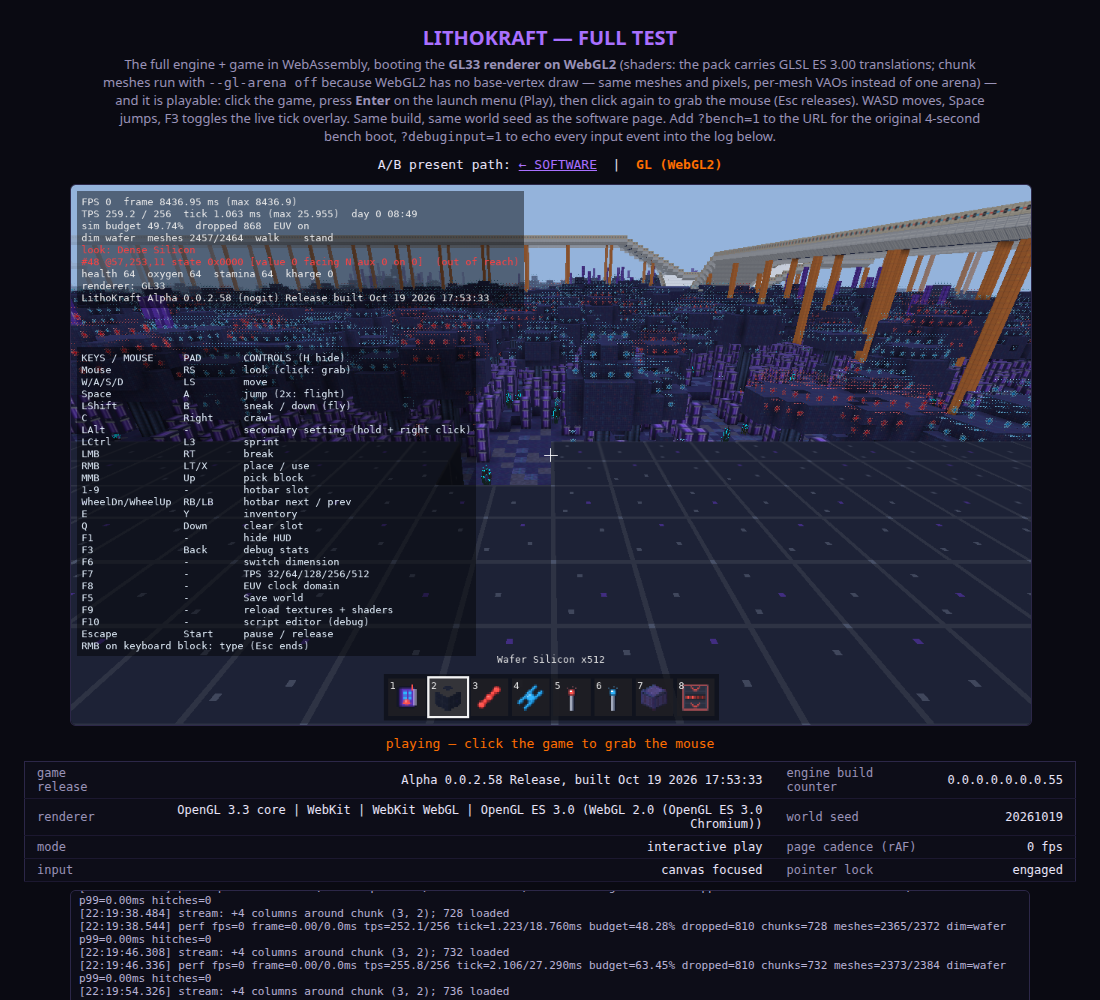 LITHOKRAFT — FULL TEST
The full engine + game in WebAssembly, booting the GL33 renderer on WebGL2 (shaders: the pack carries GLSL ES 3.00 translations; chunk
meshes run with --gl-arena off because WebGL2 has no base-vertex draw — same meshes and pixels, per-mesh VAOs instead of one arena) —
and it is playable: click the game, press Enter on the launch menu (Play), then click again to grab the mouse (Esc releases). WASD moves, Space
jumps, F3 toggles the live tick overlay. Same build, same world seed as the software page. Add ?bench=1 to the URL for the original 4-second
bench boot, ?debuginput=1 to echo every input event into the log below.
A/B present path: ← SOFTWARE | GL (WebGL2)
FPS 0 frame 8436.95 ms (max 8436.9)
TPS 259.2 / 256 tick 1.063 ms (max 25.955) day 0 08:49
sim budget 49.74% dropped 868 EUV on
dim wafer meshes 2457/2464 walk stand
look: Dense Silicon
#48 @57,253,11 state 0x0000 [value 0 facing N aux 0 on 0] (out of reach)
health 64 oxygen 64 stamina 64 kharge 0
renderer: GL33
LithoKraft Alpha 0.0.2.58 (nogit) Release built Oct 19 2026 17:53:33
KEYS / MOUSE PAD CONTROLS (H hide)
Mouse RS look (click: grab)
W/A/S/D LS move
Space A jump (2x: flight)
LShift B sneak / down (fly)
C Right crawl
LAlt - secondary setting (hold + right click)
LCtrl L3 sprint
LMB RT break
RMB LT/X place / use
MMB Up pick block
1-9 - hotbar slot
WheelDn/WheelUp RB/LB hotbar next / prev
E Y inventory
Q Down clear slot
F1 - hide HUD
F3 Back debug stats
F6 - switch dimension
F7 - TPS 32/64/128/256/512
F8 - EUV clock domain
F5 - Save world
F9 - reload textures + shaders
F10 - script editor (debug)
Escape Start pause / release
RMB on keyboard block: type (Esc ends)
Wafer Silicon x512
1 2 3 4 5 6 7 8
playing — click the game to grab the mouse
game release Alpha 0.0.2.58 Release, built Oct 19 2026 17:53:33 engine build counter 0.0.0.0.0.0.0.55
renderer OpenGL 3.3 core | WebKit | WebKit WebGL | OpenGL ES 3.0 (WebGL 2.0 (OpenGL ES 3.0 Chromium)) world seed 20261019
mode interactive play page cadence (rAF) 0 fps
input canvas focused pointer lock engaged
p99=0.00ms hitches=0
[22:19:38.484] stream: +4 columns around chunk (3, 2); 728 loaded
[22:19:38.544] perf fps=0 frame=0.00/0.0ms tps=252.1/256 tick=1.223/18.760ms budget=48.28% dropped=810 chunks=728 meshes=2365/2372 dim=wafer
p99=0.00ms hitches=0
[22:19:46.308] stream: +4 columns around chunk (3, 2); 732 loaded
[22:19:46.336] perf fps=0 frame=0.00/0.0ms tps=255.8/256 tick=2.106/27.290ms budget=63.45% dropped=810 chunks=732 meshes=2373/2384 dim=wafer
p99=0.00ms hitches=0
[22:19:54.326] stream: +4 columns around chunk (3, 2); 736 loaded